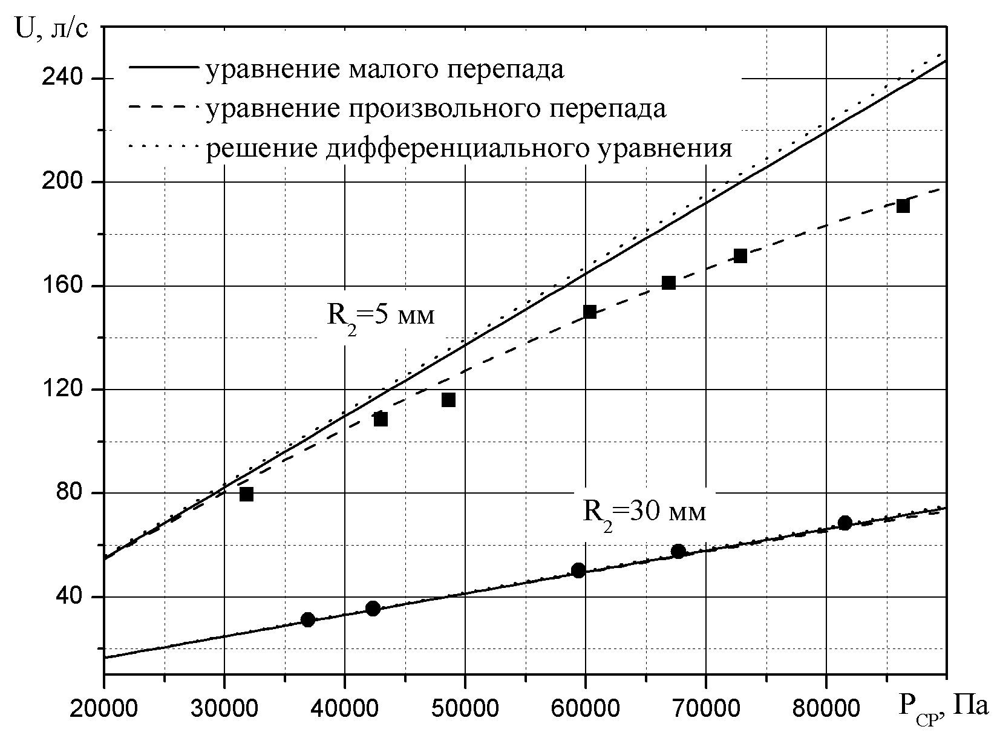 U, л/с
240
200
160
120
80
40
уравнение малого перепада
уравнение произвольного перепада
решение дифференциального уравнения
R2=5 мм
R2=30 мм
20000 30000 40000 50000 60000 70000 80000 PСР, Па